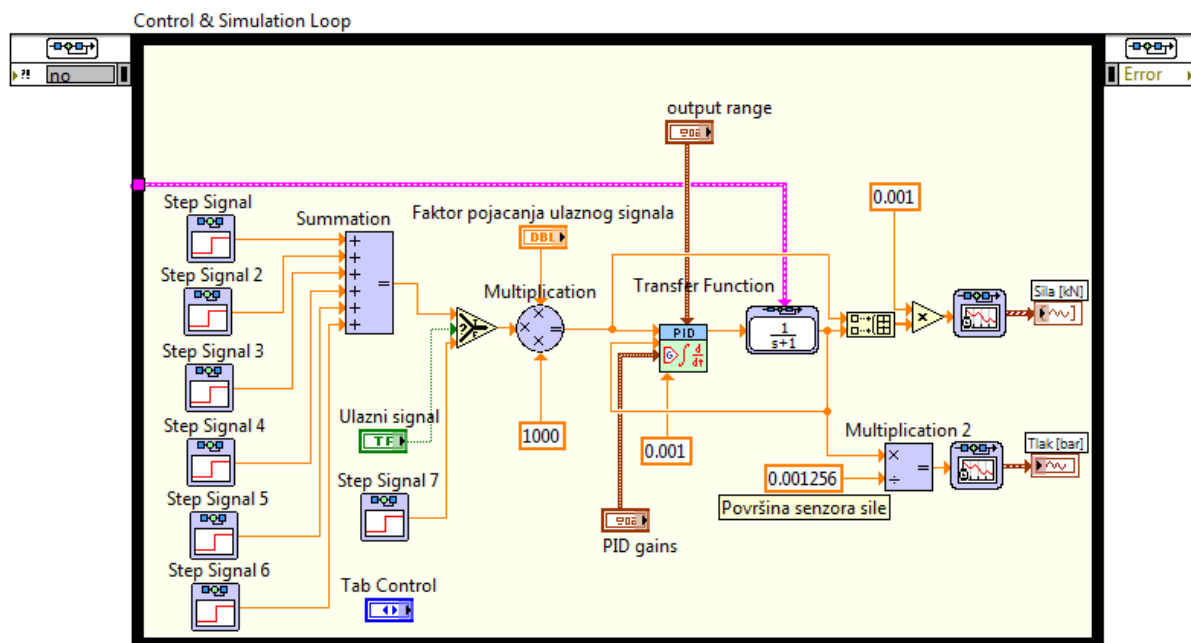 Control & Simulation Loop
?! no
Error
output range
Step Signal
Summation
Faktor pojacanja ulaznog signala
0.001
DBL
Step Signal 2
Multiplication
Transfer Function
Sila [kN]
+
+
+
+
+
+
=
?
F
×
×
×
=
PID
G ∫ d/dt
1
s+1
×
Step Signal 3
Ulazni signal
TF
1000
0.001
Multiplication 2
Tlak [bar]
×
÷
=
Step Signal 4
Step Signal 7
0.001256
Površina senzora sile
Step Signal 5
PID gains
Step Signal 6
Tab Control